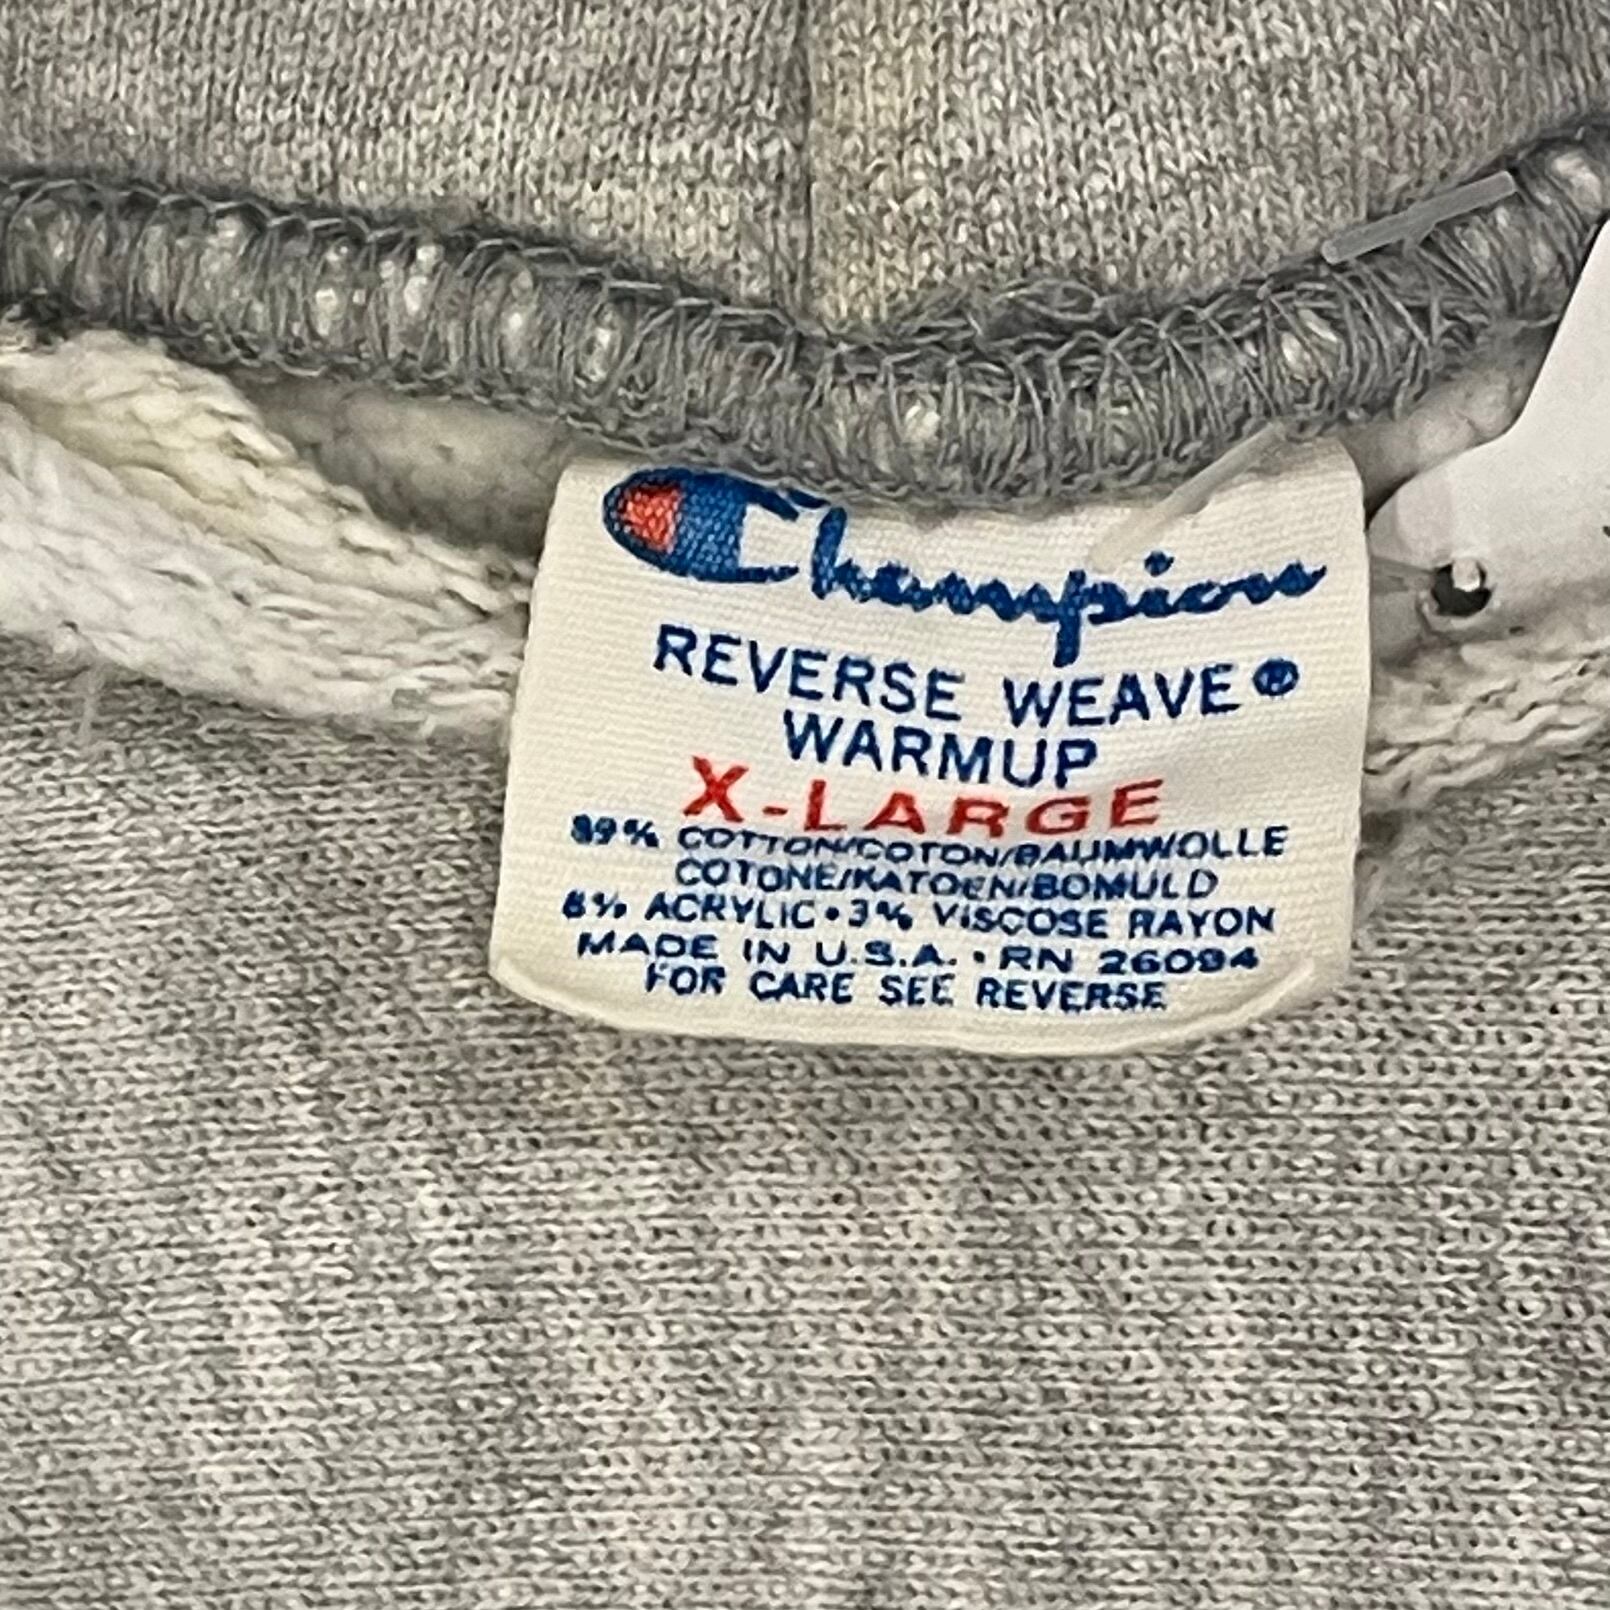 Champion
REVERSE WEAVE®
WARMUP
X-LARGE
89% COTTON/COTON/BAUMWOLLE
COTONE/KATOEN/BOMULD
8% ACRYLIC • 3% VISCOSE RAYON
MADE IN U.S.A. • RN 26094
FOR CARE SEE REVERSE